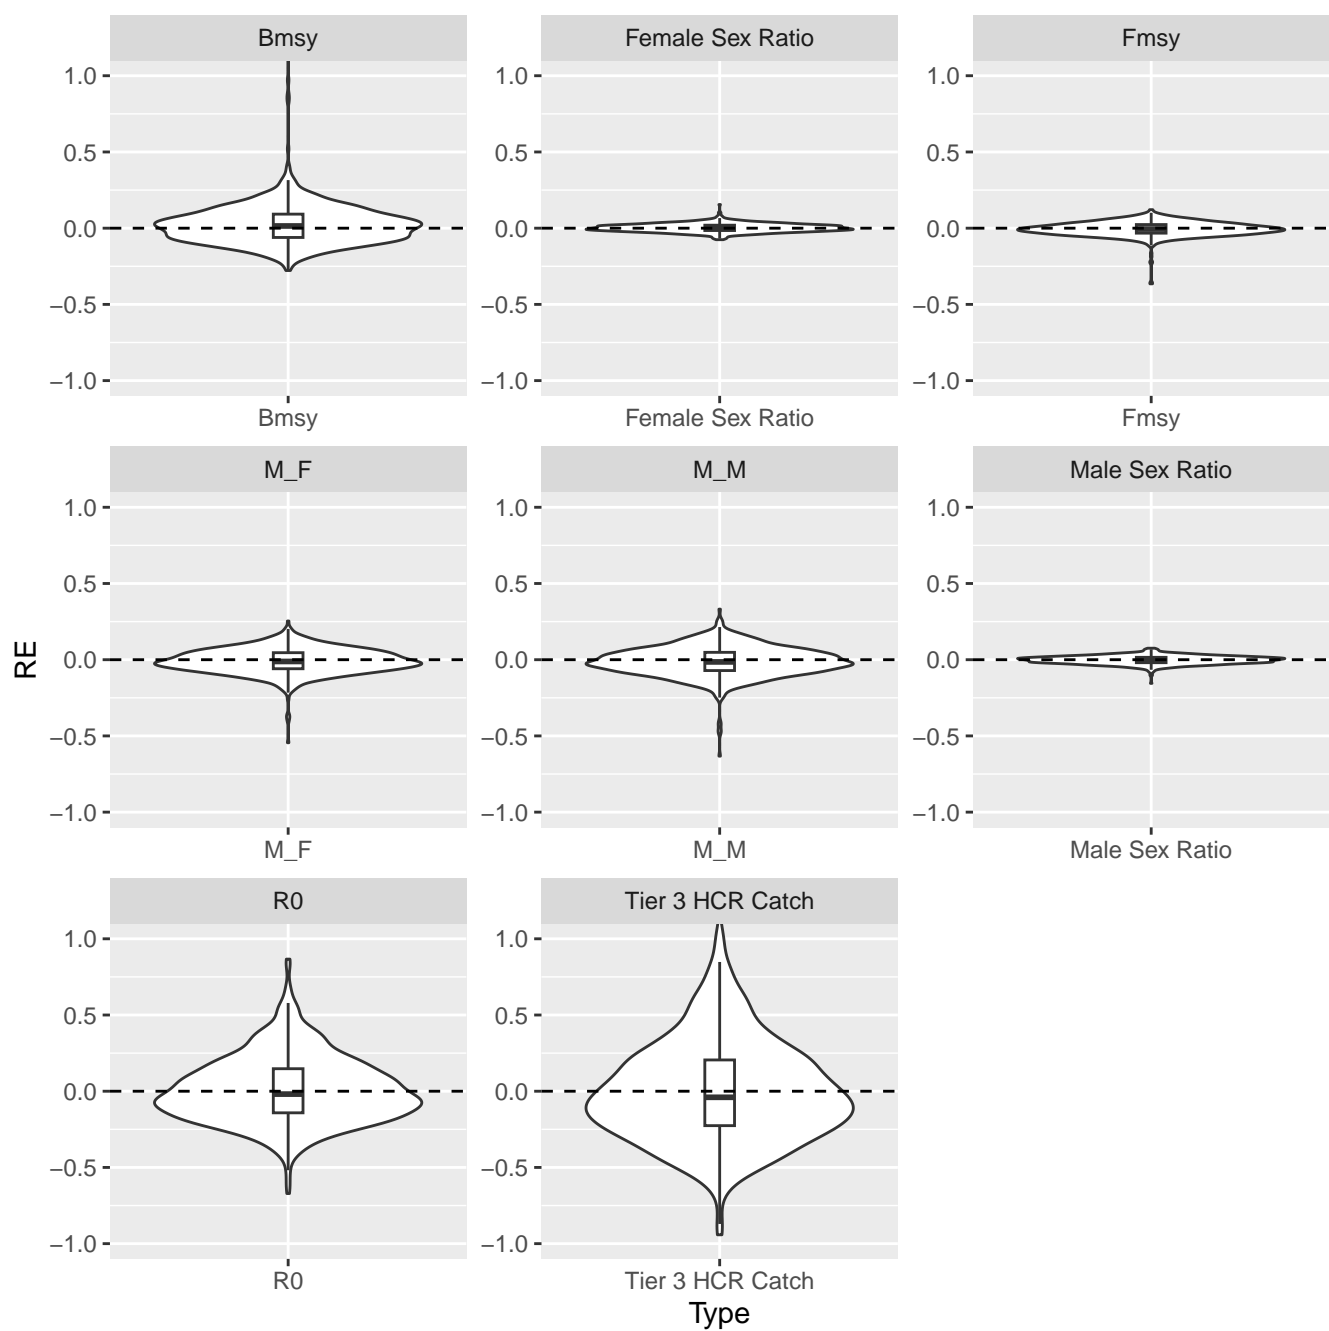 Bmsy Female Sex Ratio Fmsy
1.0 1.0 1.0
0.5 0.5 0.5
0.0 0.0 0.0
−0.5 −0.5 −0.5
−1.0 −1.0 −1.0
Bmsy Female Sex Ratio Fmsy
M_F M_M Male Sex Ratio
1.0 1.0 1.0
0.5 0.5 0.5
RE
0.0 0.0 0.0
−0.5 −0.5 −0.5
−1.0 −1.0 −1.0
M_F M_M Male Sex Ratio
R0 Tier 3 HCR Catch
1.0 1.0
0.5 0.5
0.0 0.0
−0.5 −0.5
−1.0 −1.0
R0 Tier 3 HCR Catch
Type